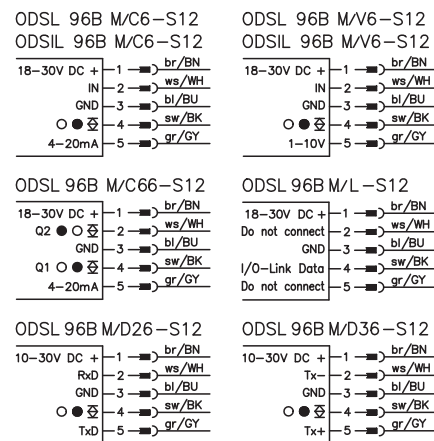 ODSL 96B M/C6-S12
ODSIL 96B M/C6-S12
18-30V DC + 1 br/BN
IN 2 ws/WH
GND 3 bl/BU
4 sw/BK
4-20mA 5 gr/GY
ODSL 96B M/V6-S12
ODSIL 96B M/V6-S12
18-30V DC + 1 br/BN
IN 2 ws/WH
GND 3 bl/BU
4 sw/BK
1-10V 5 gr/GY
ODSL 96B M/C66-S12
18-30V DC + 1 br/BN
Q2 2 ws/WH
GND 3 bl/BU
Q1 4 sw/BK
4-20mA 5 gr/GY
ODSL 96B M/L-S12
18-30V DC + 1 br/BN
Do not connect 2 ws/WH
GND 3 bl/BU
I/O-Link Data 4 sw/BK
Do not connect 5 gr/GY
ODSL 96B M/D26-S12
10-30V DC + 1 br/BN
RxD 2 ws/WH
GND 3 bl/BU
4 sw/BK
TxD 5 gr/GY
ODSL 96B M/D36-S12
10-30V DC + 1 br/BN
Tx- 2 ws/WH
GND 3 bl/BU
4 sw/BK
Tx+ 5 gr/GY